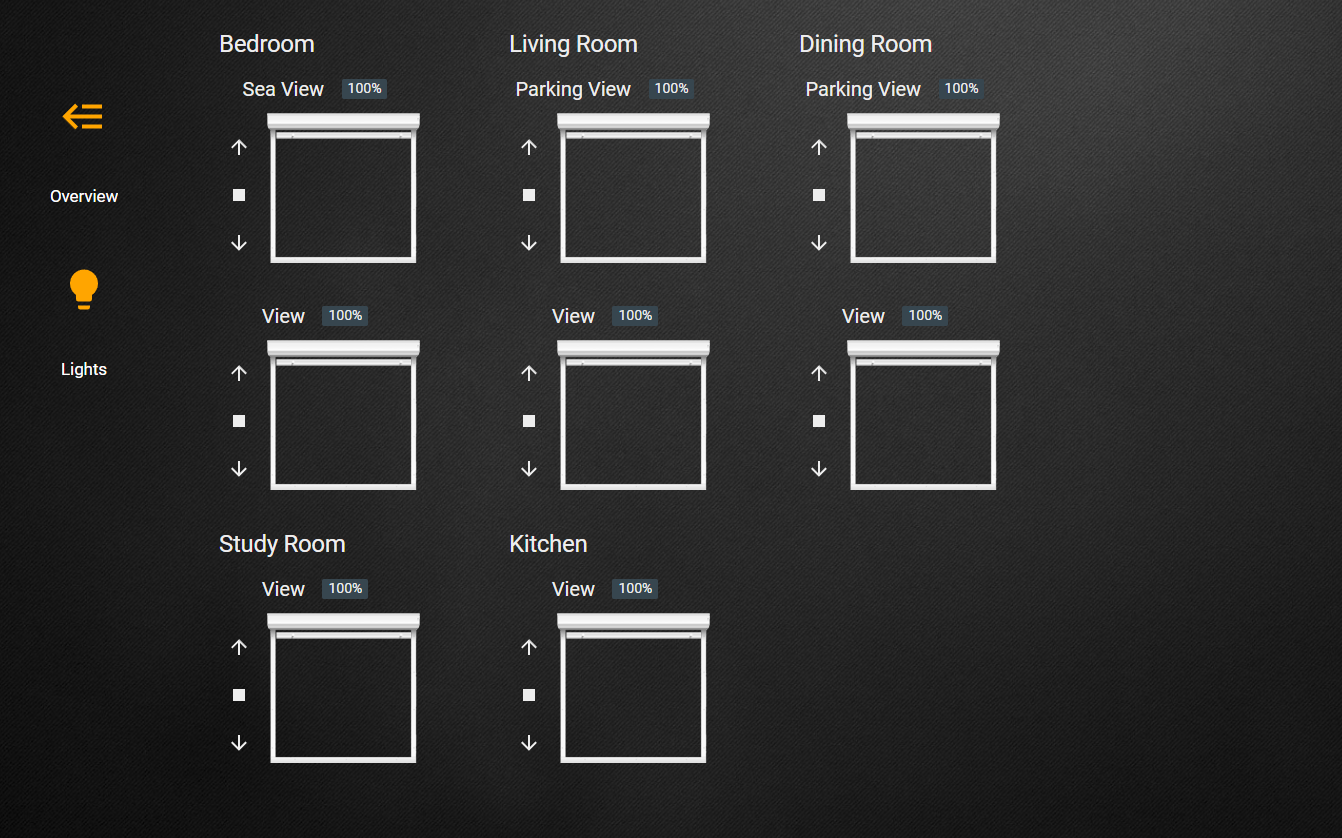 Bedroom
Living Room
Dining Room
Sea View 100%
Parking View 100%
Parking View 100%
Overview
View 100%
View 100%
View 100%
Lights
Study Room
Kitchen
View 100%
View 100%